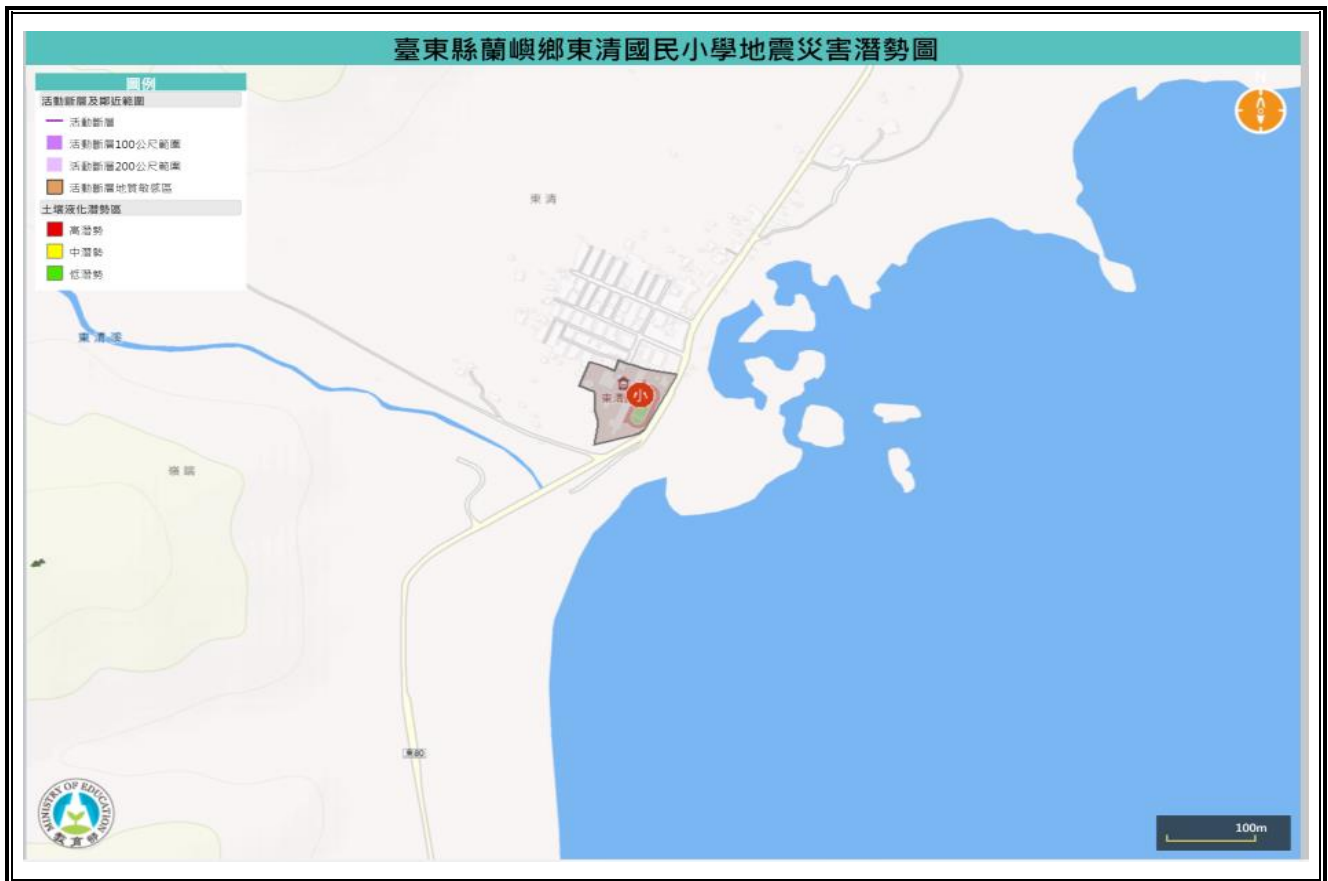 臺東縣蘭嶼鄉東清國民小學地震災害潛勢圖
圖例
活動斷層及鄰近範圍
活動斷層
活動斷層100公尺範圍
活動斷層200公尺範圍
活動斷層地質敏感區
土壤液化潛勢區
高潛勢
中潛勢
低潛勢
N
東清
東清溪
東清
小
東80
MINISTRY OF EDUCATION
教育部
100m